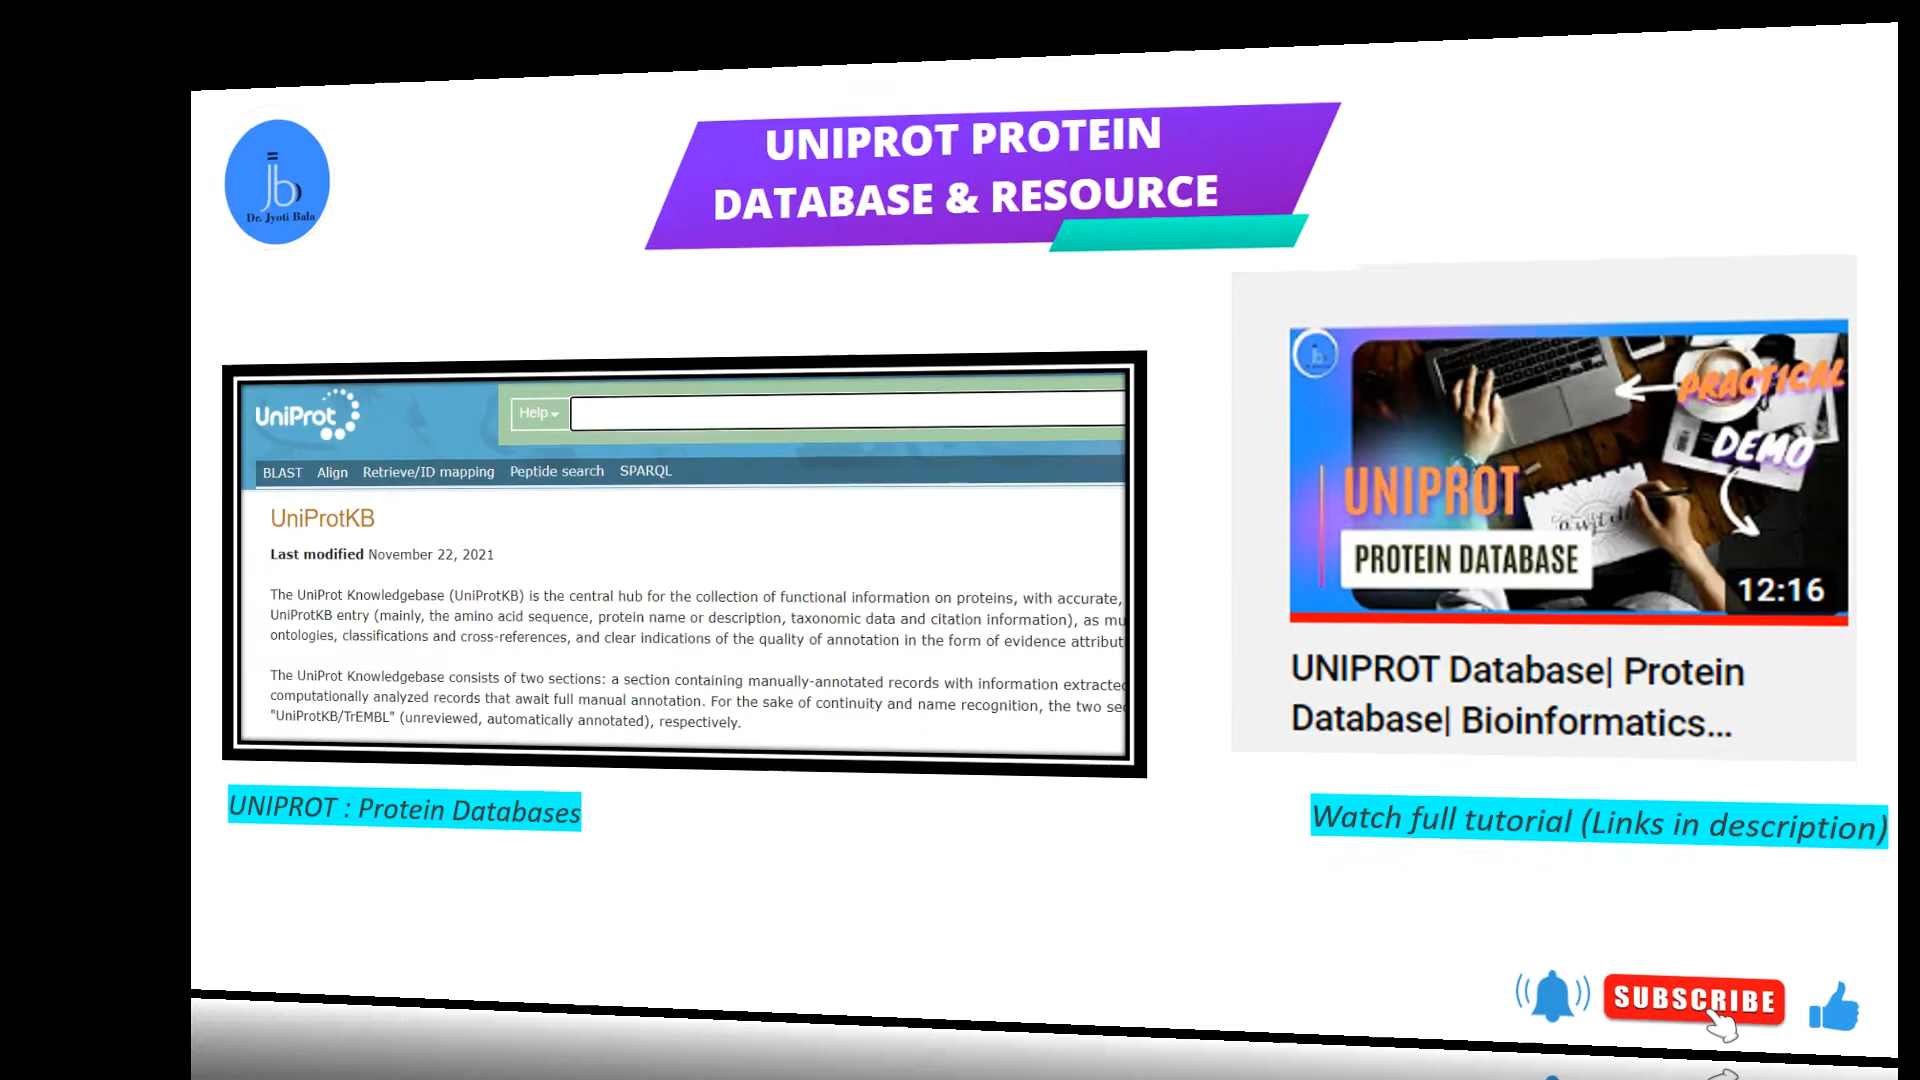 UNIPROT PROTEIN
DATABASE & RESOURCE
jb
Dr. Jyoti Bala
UniProt
Help
BLAST Align Retrieve/ID mapping Peptide search SPARQL
UniProtKB
Last modified November 22, 2021
The UniProt Knowledgebase (UniProtKB) is the central hub for the collection of functional information on proteins, with accurate,
UniProtKB entry (mainly, the amino acid sequence, protein name or description, taxonomic data and citation information), as mu
ontologies, classifications and cross-references, and clear indications of the quality of annotation in the form of evidence attribut
The UniProt Knowledgebase consists of two sections: a section containing manually-annotated records with information extracted
computationally analyzed records that await full manual annotation. For the sake of continuity and name recognition, the two sec
"UniProtKB/TrEMBL" (unreviewed, automatically annotated), respectively.
UNIPROT : Protein Databases
PRACTICAL
DEMO
UNIPROT
PROTEIN DATABASE
12:16
UNIPROT Database| Protein
Database| Bioinformatics...
Watch full tutorial (Links in description)
SUBSCRIBE